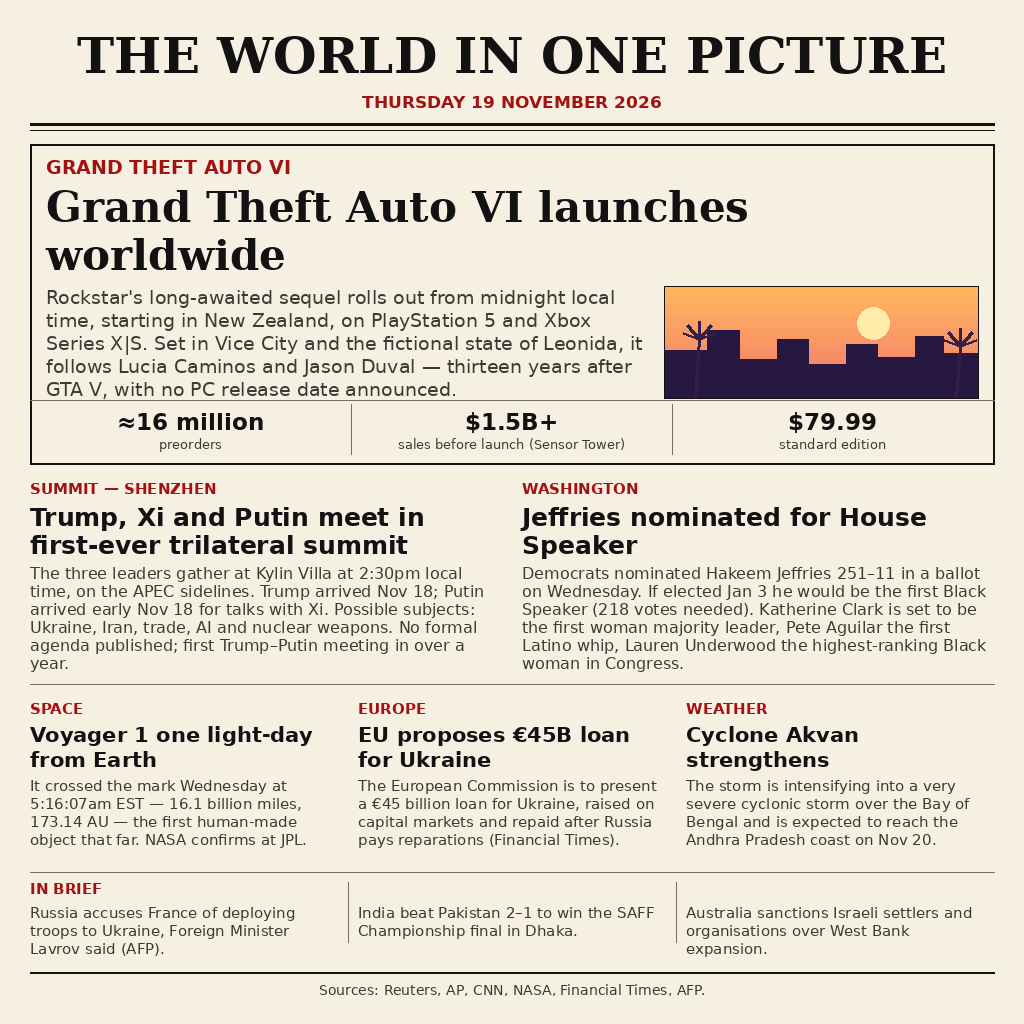 THE WORLD IN ONE PICTURE
THURSDAY 19 NOVEMBER 2026
GRAND THEFT AUTO VI
Grand Theft Auto VI launches
worldwide
Rockstar's long-awaited sequel rolls out from midnight local
time, starting in New Zealand, on PlayStation 5 and Xbox
Series X|S. Set in Vice City and the fictional state of Leonida, it
follows Lucia Caminos and Jason Duval — thirteen years after
GTA V, with no PC release date announced.
≈16 million
preorders
$1.5B+
sales before launch (Sensor Tower)
$79.99
standard edition
SUMMIT — SHENZHEN
Trump, Xi and Putin meet in
first-ever trilateral summit
The three leaders gather at Kylin Villa at 2:30pm local
time, on the APEC sidelines. Trump arrived Nov 18; Putin
arrived early Nov 18 for talks with Xi. Possible subjects:
Ukraine, Iran, trade, AI and nuclear weapons. No formal
agenda published; first Trump–Putin meeting in over a
year.
WASHINGTON
Jeffries nominated for House
Speaker
Democrats nominated Hakeem Jeffries 251–11 in a ballot
on Wednesday. If elected Jan 3 he would be the first Black
Speaker (218 votes needed). Katherine Clark is set to be
the first woman majority leader, Pete Aguilar the first
Latino whip, Lauren Underwood the highest-ranking Black
woman in Congress.
SPACE
Voyager 1 one light-day
from Earth
It crossed the mark Wednesday at
5:16:07am EST — 16.1 billion miles,
173.14 AU — the first human-made
object that far. NASA confirms at JPL.
EUROPE
EU proposes €45B loan
for Ukraine
The European Commission is to present
a €45 billion loan for Ukraine, raised on
capital markets and repaid after Russia
pays reparations (Financial Times).
WEATHER
Cyclone Akvan
strengthens
The storm is intensifying into a very
severe cyclonic storm over the Bay of
Bengal and is expected to reach the
Andhra Pradesh coast on Nov 20.
IN BRIEF
Russia accuses France of deploying
troops to Ukraine, Foreign Minister
Lavrov said (AFP).
India beat Pakistan 2–1 to win the SAFF
Championship final in Dhaka.
Australia sanctions Israeli settlers and
organisations over West Bank
expansion.
Sources: Reuters, AP, CNN, NASA, Financial Times, AFP.